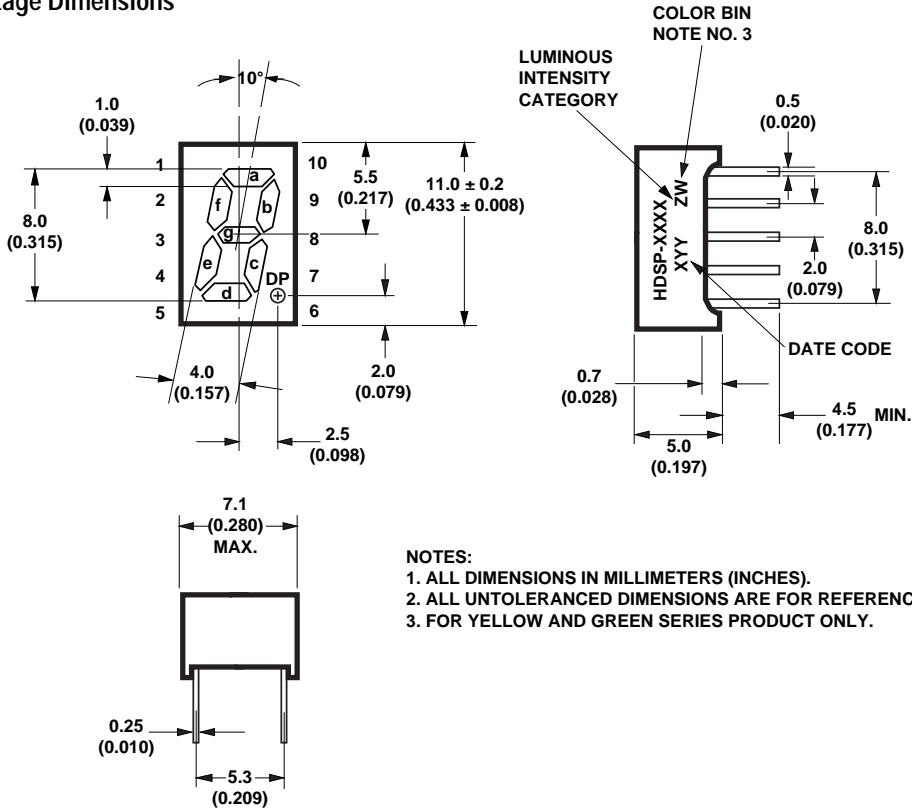 age Dimensions
COLOR BIN
NOTE NO. 3
LUMINOUS
INTENSITY
CATEGORY
10°
1.0
(0.039)
0.5
(0.020)
1
2
3
4
5
10
9
8
7
6
a
f
b
g
e
c
d
DP
5.5
(0.217)
11.0 ± 0.2
(0.433 ± 0.008)
8.0
(0.315)
HDSP-XXXX
XYY
ZW
8.0
(0.315)
2.0
(0.079)
DATE CODE
4.0
(0.157)
2.0
(0.079)
2.5
(0.098)
0.7
(0.028)
4.5
(0.177)
MIN.
5.0
(0.197)
7.1
(0.280)
MAX.
NOTES:
1. ALL DIMENSIONS IN MILLIMETERS (INCHES).
2. ALL UNTOLERANCED DIMENSIONS ARE FOR REFERENC
3. FOR YELLOW AND GREEN SERIES PRODUCT ONLY.
0.25
(0.010)
5.3
(0.209)